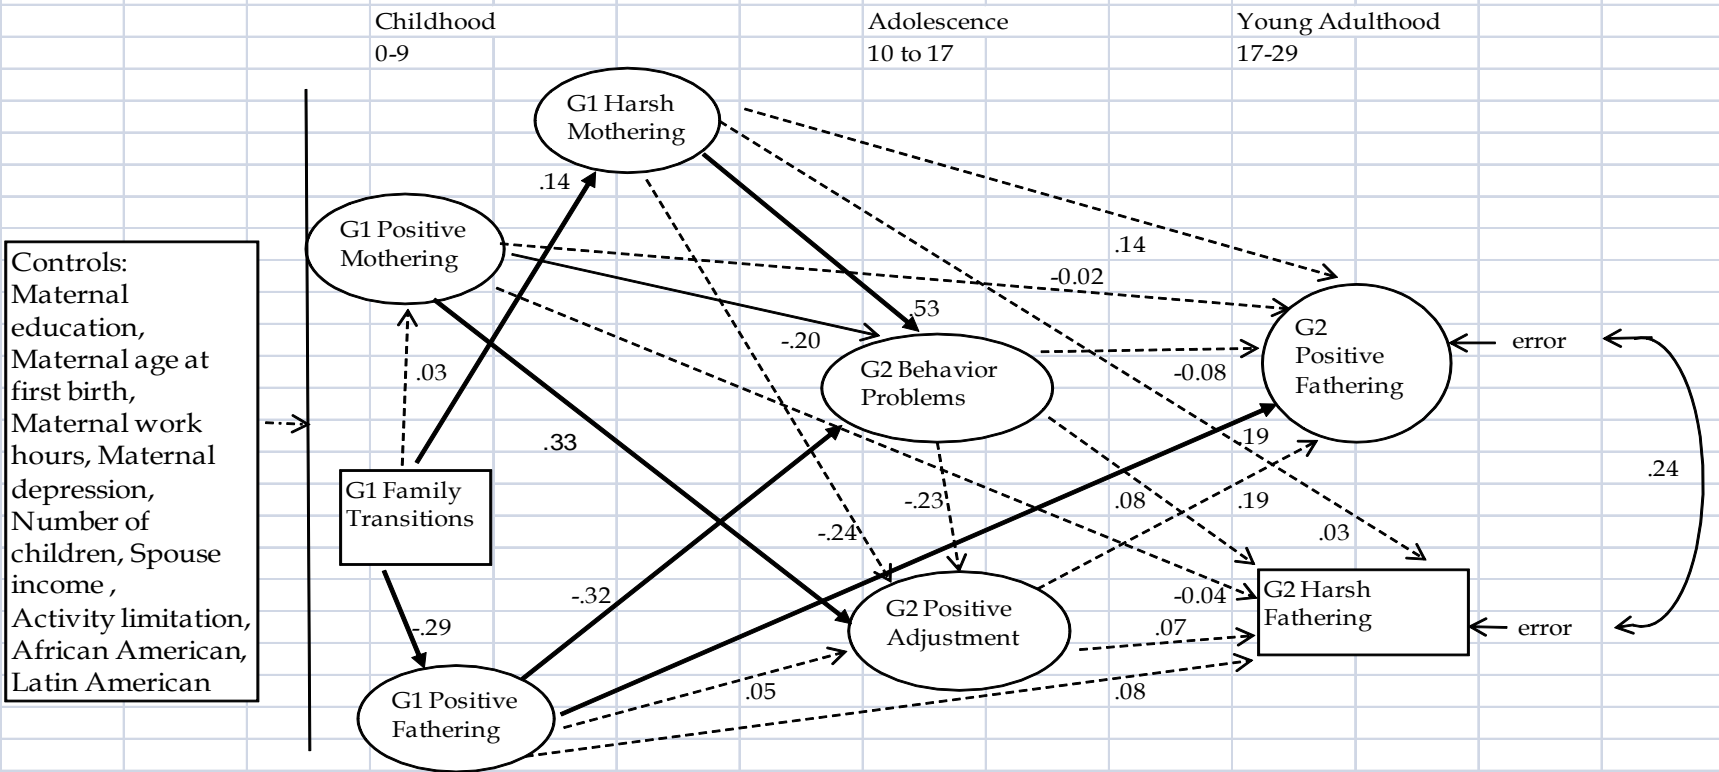 Childhood
0-9
Adolescence
10 to 17
Young Adulthood
17-29
G1 Harsh
Mothering
.14
G1 Positive
Mothering
Controls:
Maternal
education,
Maternal age at
first birth,
Maternal work
hours, Maternal
depression,
Number of
children, Spouse
income ,
Activity limitation,
African American,
Latin American
.14
-0.02
.53
-.20
G2 Behavior
Problems
-0.08
G2
Positive
Fathering
error
.03
.33
.19
.24
G1 Family
Transitions
-.23
.08
.19
-.24
.03
-.32
-0.04
G2 Harsh
Fathering
G2 Positive
Adjustment
.07
error
-.29
.05
.08
G1 Positive
Fathering